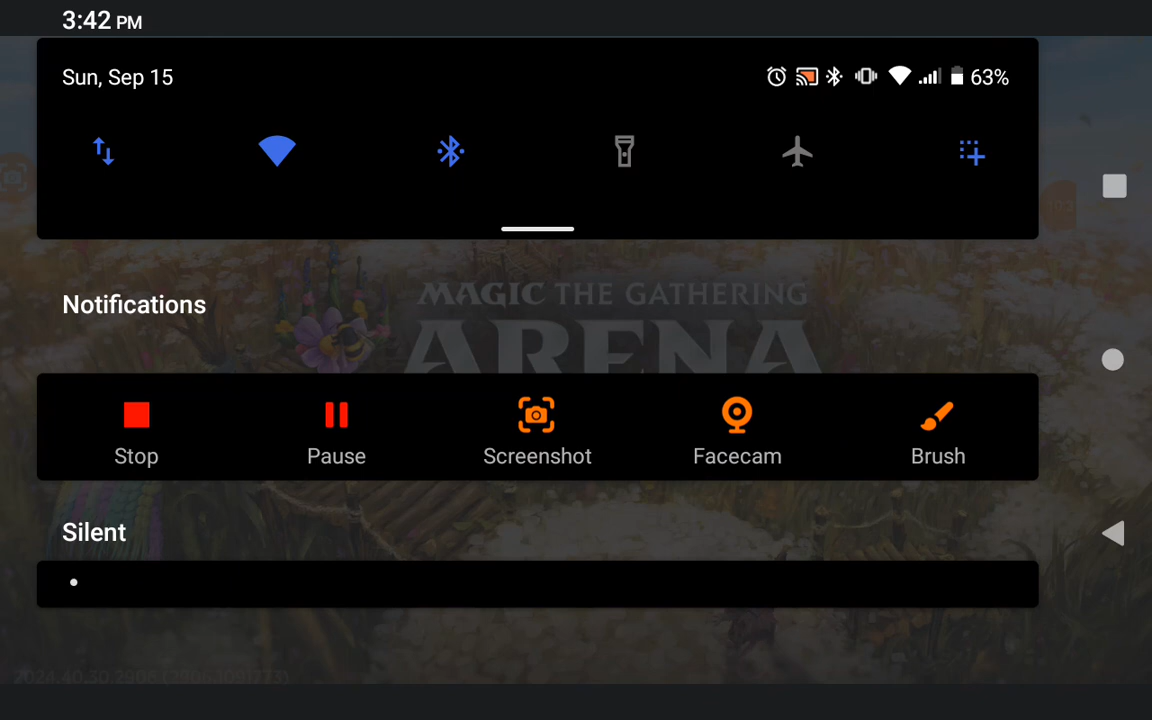 3:42 PM
Sun, Sep 15
63%
Notifications
MAGIC THE GATHERING
ARENA
Stop
Pause
Screenshot
Facecam
Brush
Silent